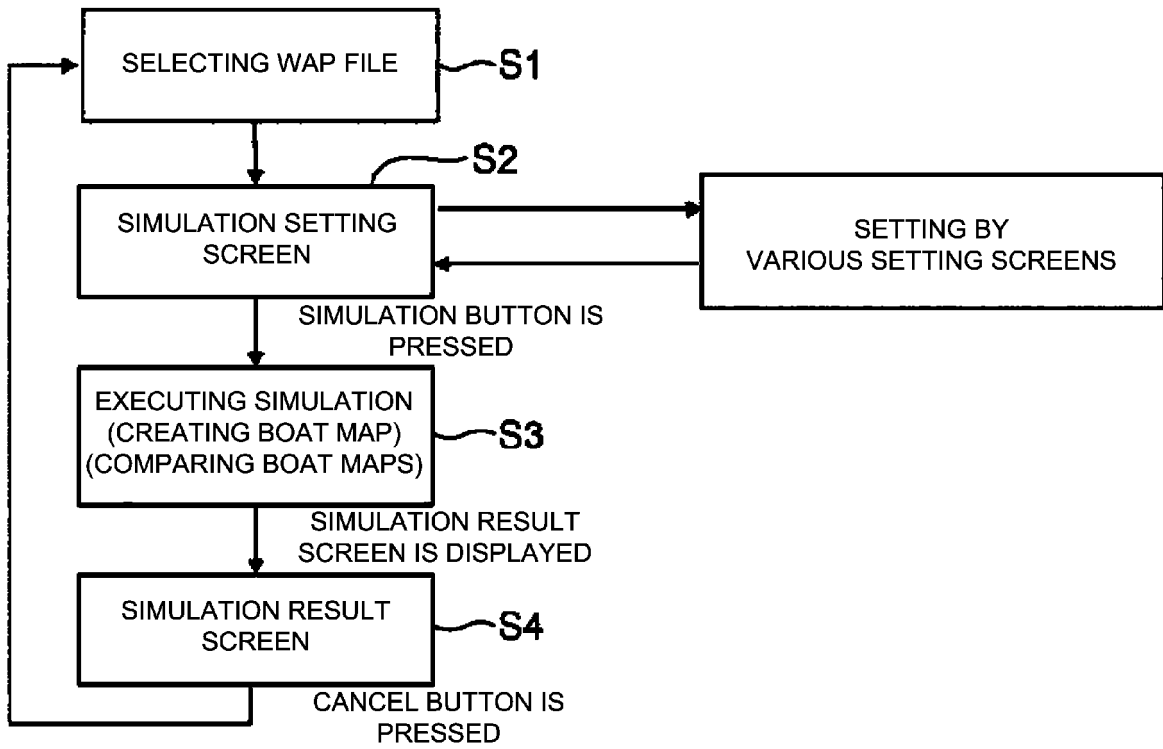 SELECTING WAP FILE
S1
S2
SIMULATION SETTING
SCREEN
SETTING BY
VARIOUS SETTING SCREENS
SIMULATION BUTTON IS
PRESSED
EXECUTING SIMULATION
(CREATING BOAT MAP)
(COMPARING BOAT MAPS)
S3
SIMULATION RESULT
SCREEN IS DISPLAYED
SIMULATION RESULT
SCREEN
S4
CANCEL BUTTON IS
PRESSED